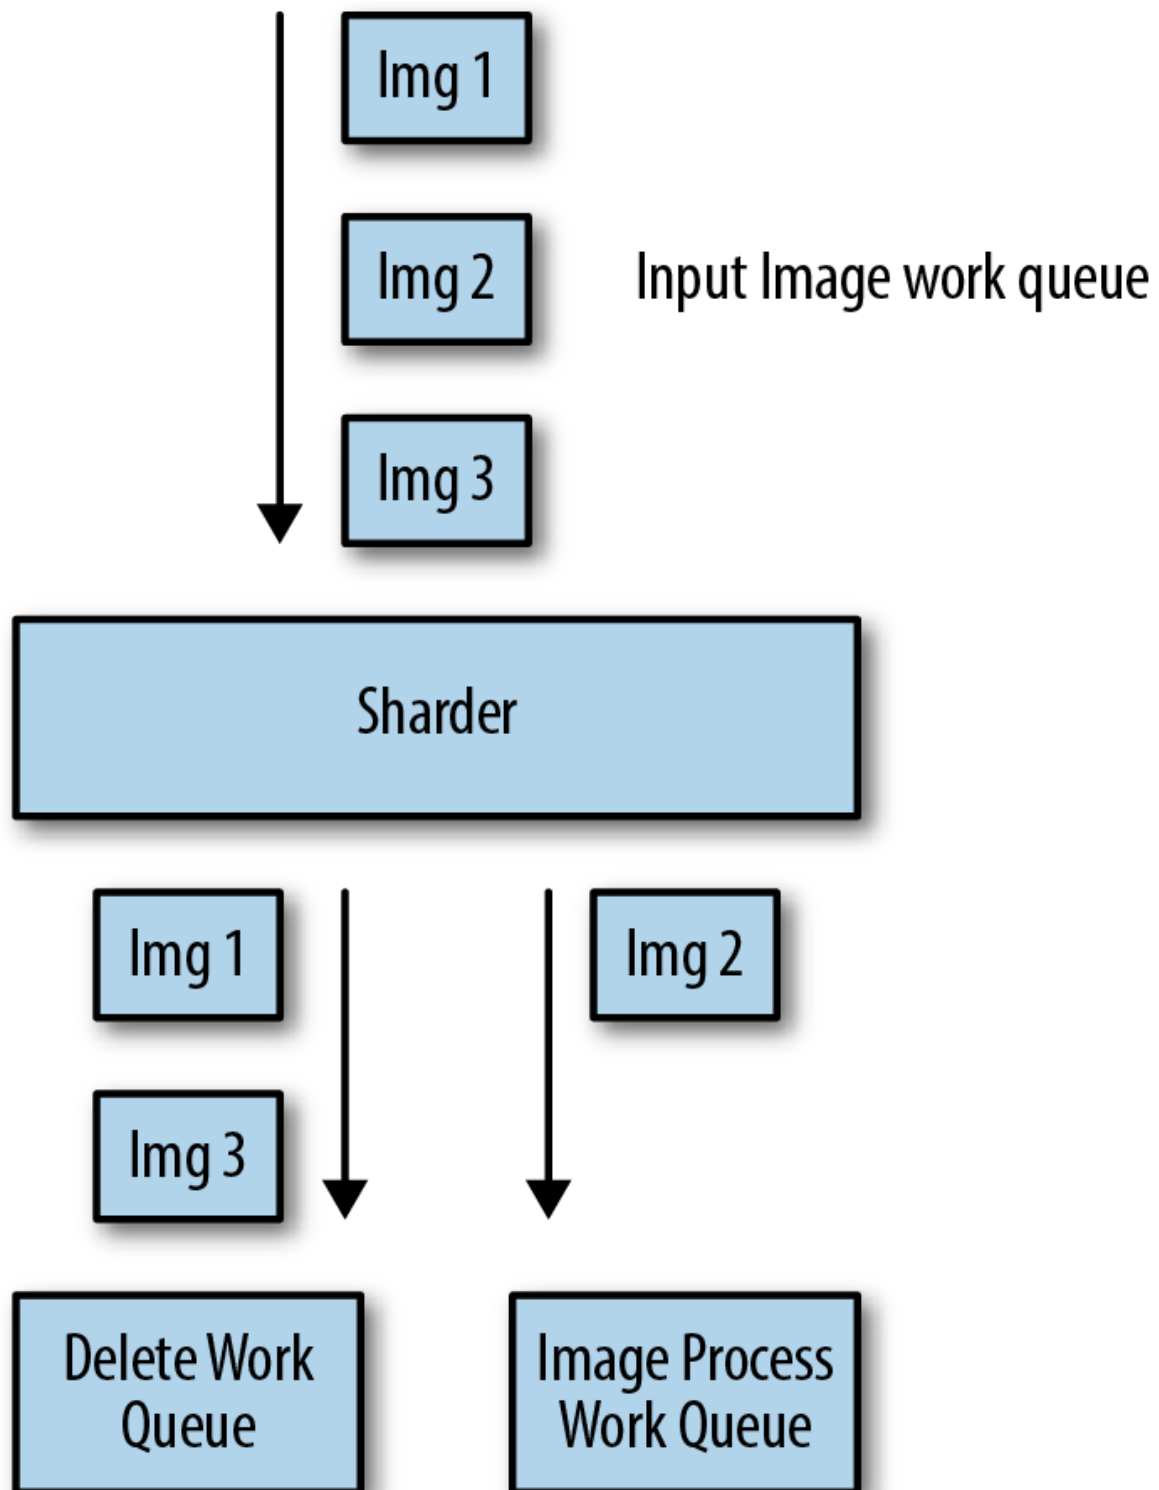 Img 1
Img 2
Input Image work queue
Img 3
Sharder
Img 1
Img 2
Img 3
Delete Work
Queue
Image Process
Work Queue